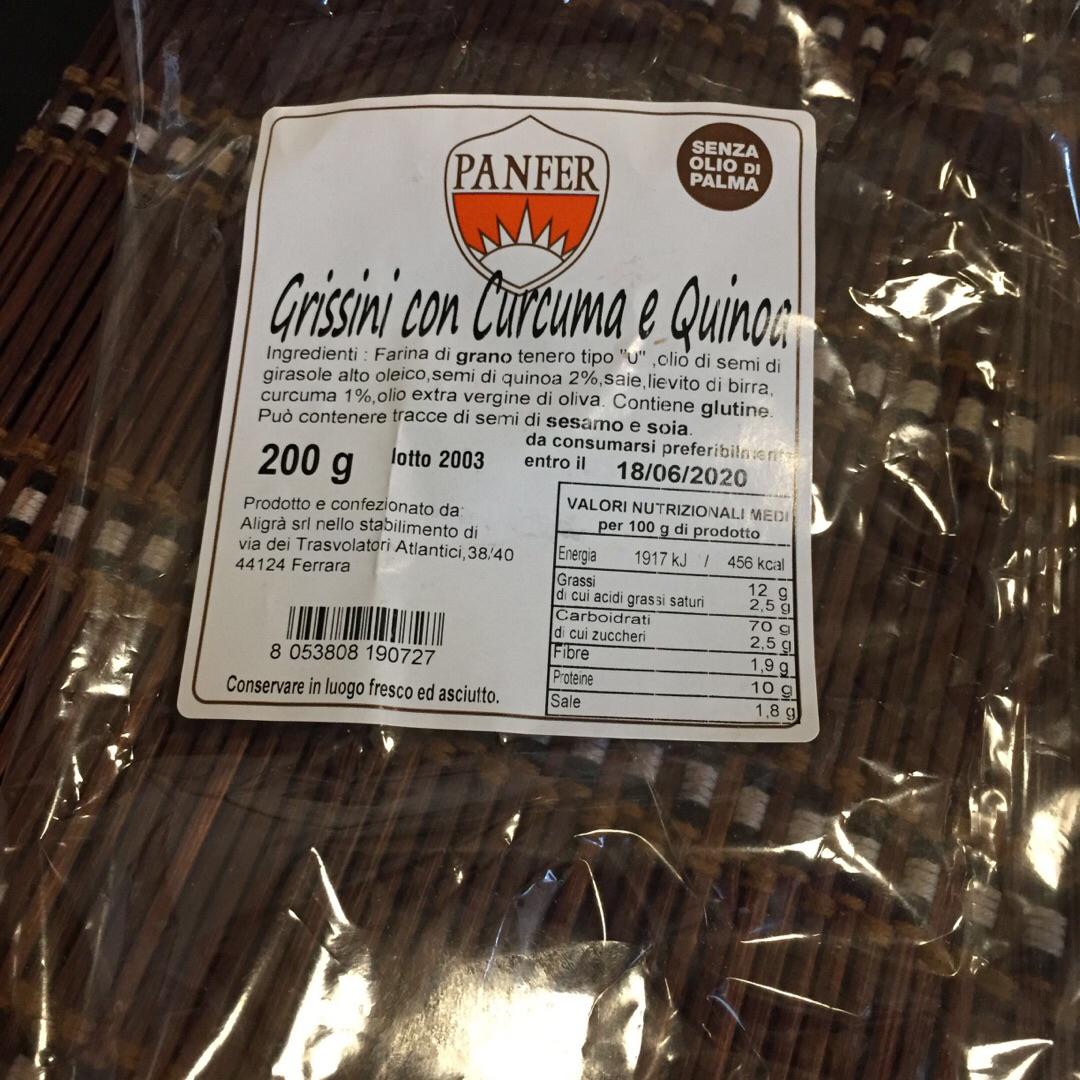 PANFER
SENZA
OLIO DI
PALMA
Grissini con Curcuma e Quinoa
Ingredienti : Farina di grano tenero tipo "0" ,olio di semi di
girasole alto oleico,semi di quinoa 2%,sale,lievito di birra,
curcuma 1%,olio extra vergine di oliva. Contiene glutine.
Può contenere tracce di semi di sesamo e soia.
da consumarsi preferibilmente
entro il 18/06/2020
200 g lotto 2003
Prodotto e confezionato da:
Aligrà srl nello stabilimento di
via dei Trasvolatori Atlantici,38/40
44124 Ferrara
8 053808 190727
Conservare in luogo fresco ed asciutto.
VALORI NUTRIZIONALI MEDI
per 100 g di prodotto
Energia 1917 kJ / 456 kcal
Grassi 12 g
di cui acidi grassi saturi 2,5 g
Carboidrati 70 g
di cui zuccheri 2,5 g
Fibre 1,9 g
Proteine 10 g
Sale 1,8 g